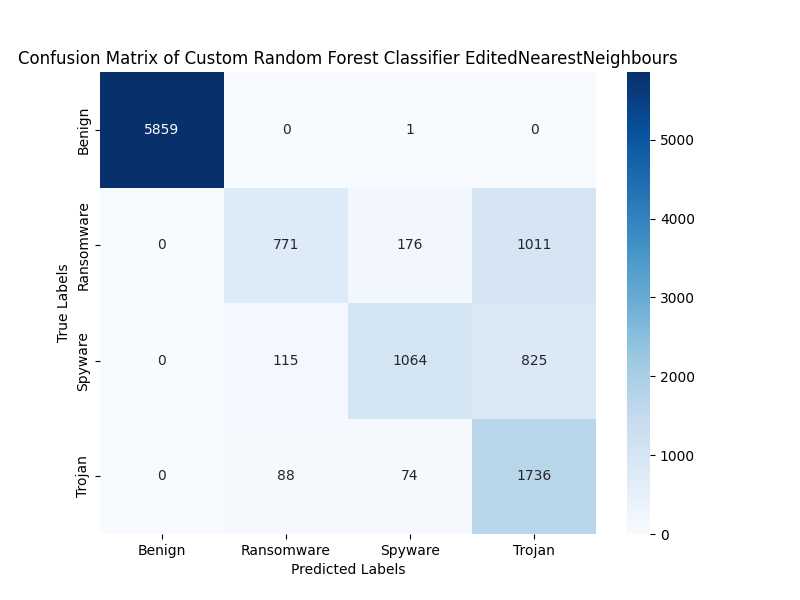 Confusion Matrix of Custom Random Forest Classifier EditedNearestNeighbours
True Labels
Benign
5859 0 1 0
Ransomware
0 771 176 1011
Spyware
0 115 1064 825
Trojan
0 88 74 1736
Benign Ransomware Spyware Trojan
Predicted Labels
5000
4000
3000
2000
1000
0